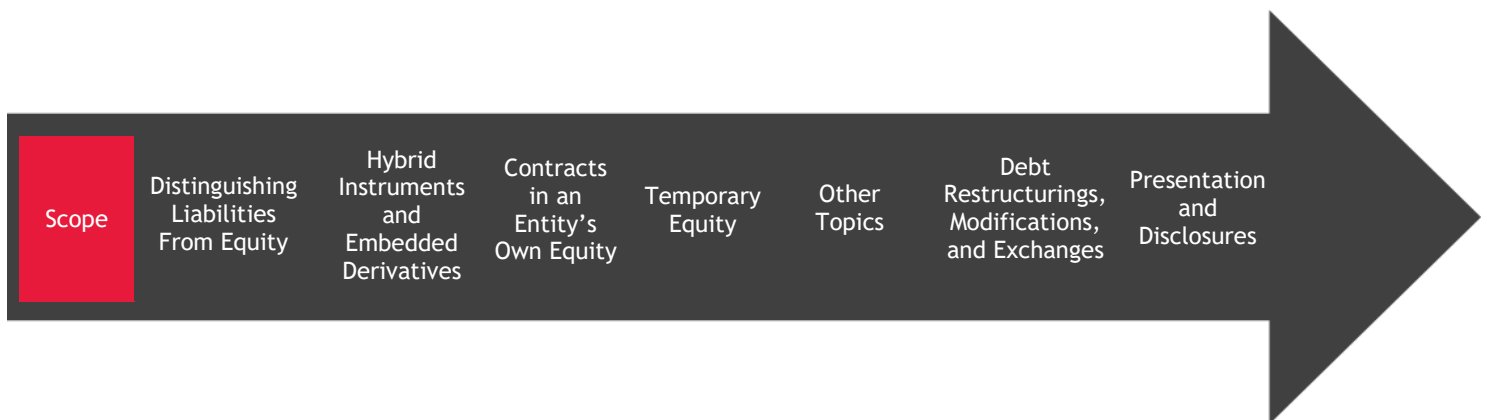 Scope
Distinguishing
Liabilities
From Equity
Hybrid
Instruments
and
Embedded
Derivatives
Contracts
in an
Entity’s
Own Equity
Temporary
Equity
Other
Topics
Debt
Restructurings,
Modifications,
and Exchanges
Presentation
and
Disclosures